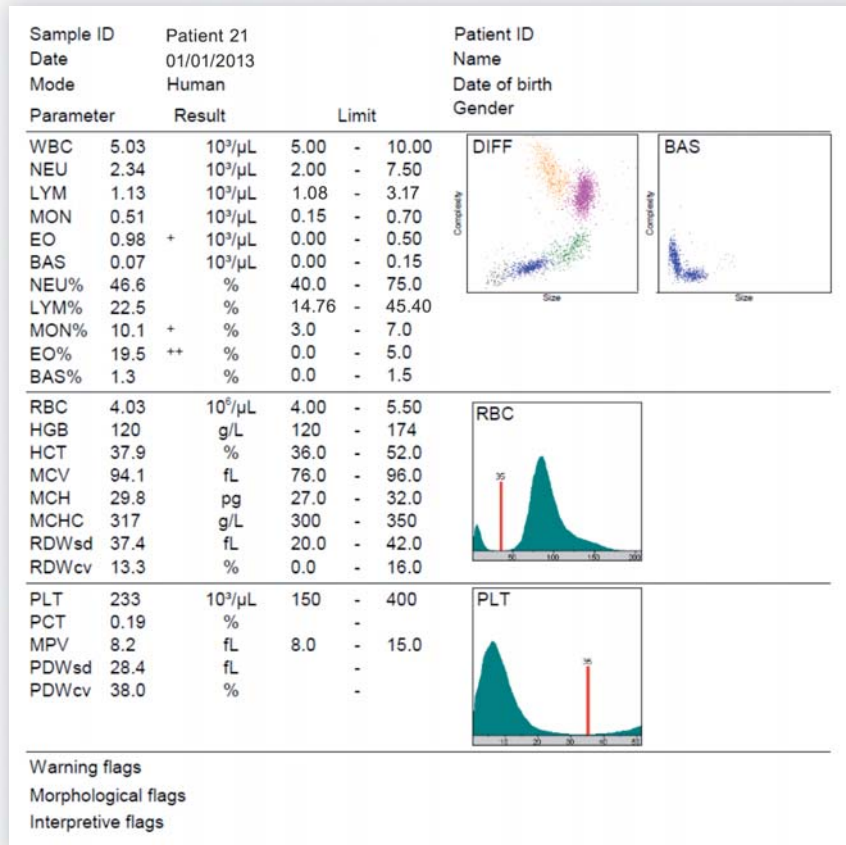 Sample ID Patient 21 Patient ID
Date 01/01/2013 Name
Mode Human Date of birth
Parameter Result Limit Gender
WBC 5.03 10³/µL 5.00 - 10.00
NEU 2.34 10³/µL 2.00 - 7.50
LYM 1.13 10³/µL 1.08 - 3.17
MON 0.51 10³/µL 0.15 - 0.70
EO 0.98 + 10³/µL 0.00 - 0.50
BAS 0.07 10³/µL 0.00 - 0.15
NEU% 46.6 % 40.0 - 75.0
LYM% 22.5 % 14.76 - 45.40
MON% 10.1 + % 3.0 - 7.0
EO% 19.5 ++ % 0.0 - 5.0
BAS% 1.3 % 0.0 - 1.5
DIFF
Complexity
Size
BAS
Complexity
Size
RBC 4.03 10⁶/µL 4.00 - 5.50
HGB 120 g/L 120 - 174
HCT 37.9 % 36.0 - 52.0
MCV 94.1 fL 76.0 - 96.0
MCH 29.8 pg 27.0 - 32.0
MCHC 317 g/L 300 - 350
RDWsd 37.4 fL 20.0 - 42.0
RDWcv 13.3 % 0.0 - 16.0
RBC
35
50 100 150 200
PLT 233 10³/µL 150 - 400
PCT 0.19 % -
MPV 8.2 fL 8.0 - 15.0
PDWsd 28.4 fL -
PDWcv 38.0 % -
PLT
35
10 20 30 40 50
Warning flags
Morphological flags
Interpretive flags